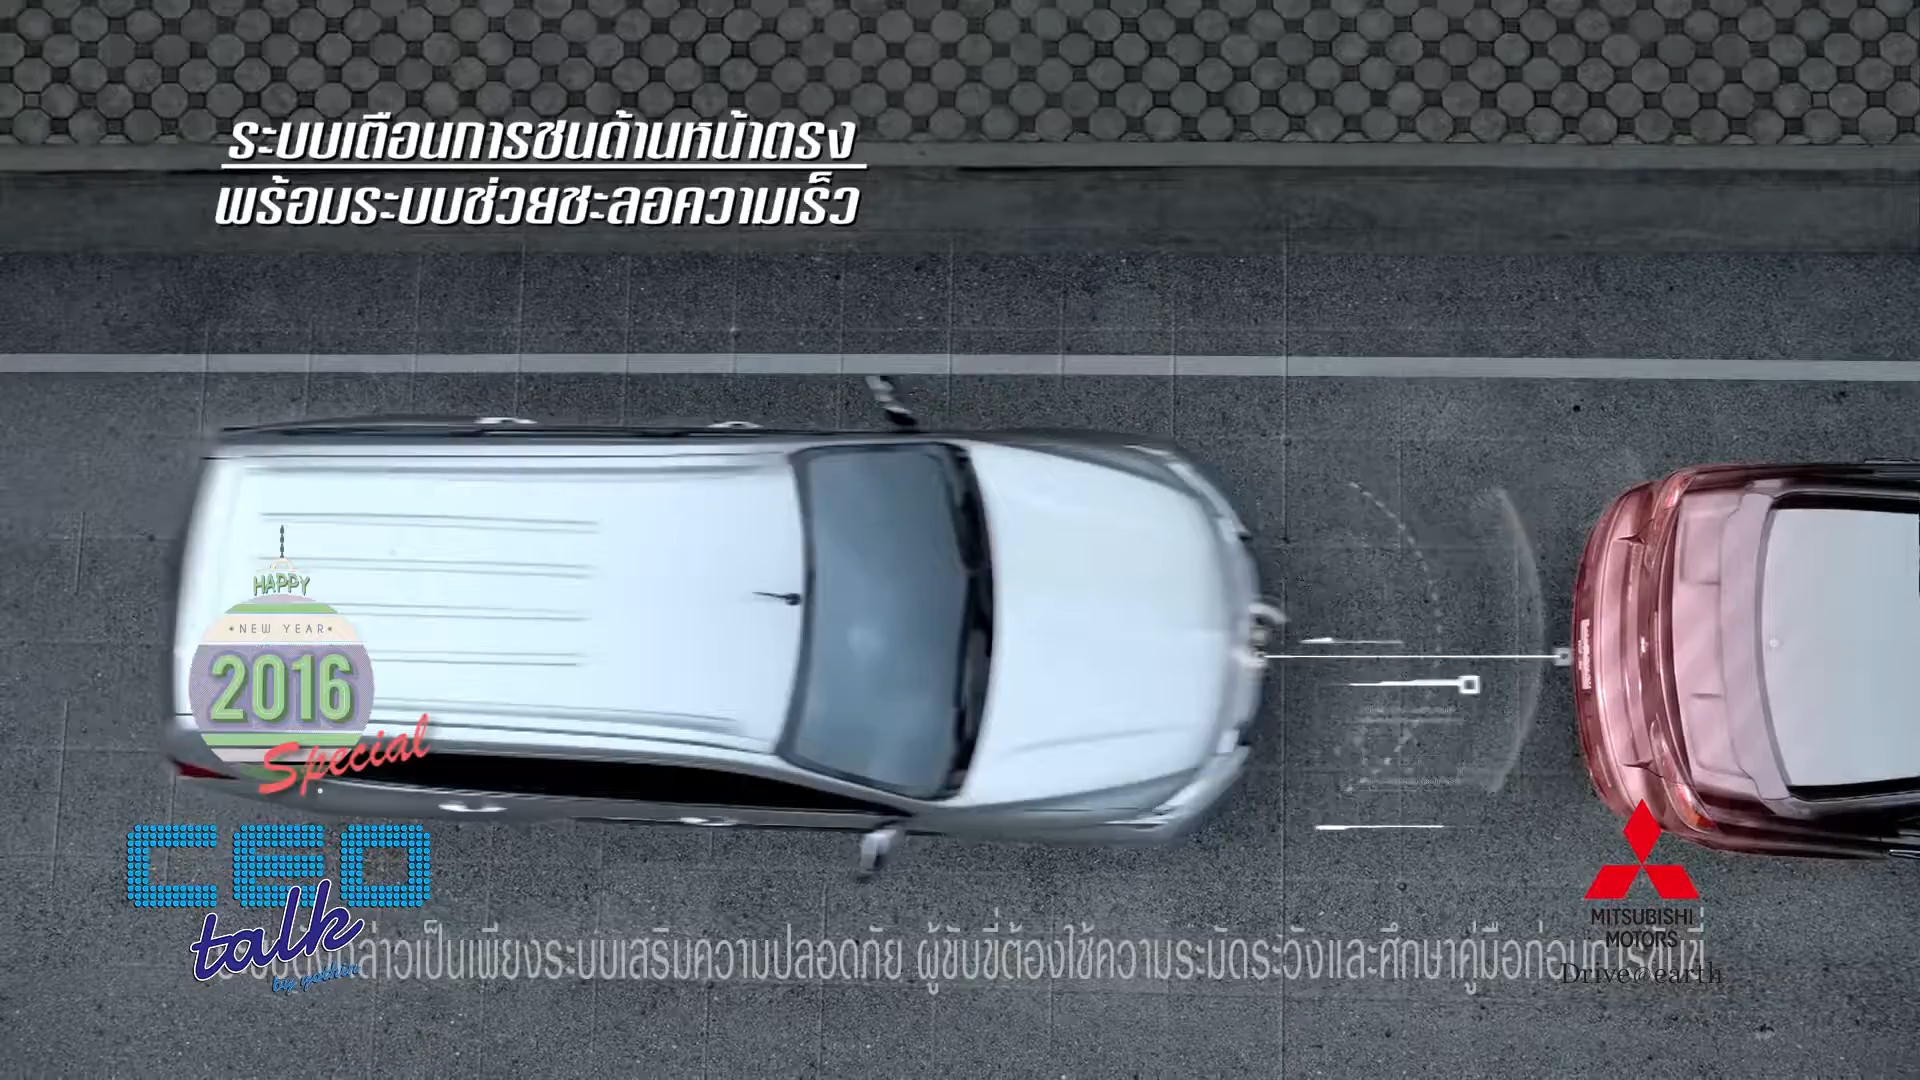 ระบบเตือนการชนด้านหน้าตรง
พร้อมระบบช่วยชะลอความเร็ว
HAPPY
NEW YEAR
2016
Special
CEO
talk
MITSUBISHI
MOTORS
Drive@earth
เป็นเพียงระบบเสริมความปลอดภัย ผู้ขับขี่ต้องใช้ความระมัดระวังและศึกษาคู่มือก่อนการขับขี่